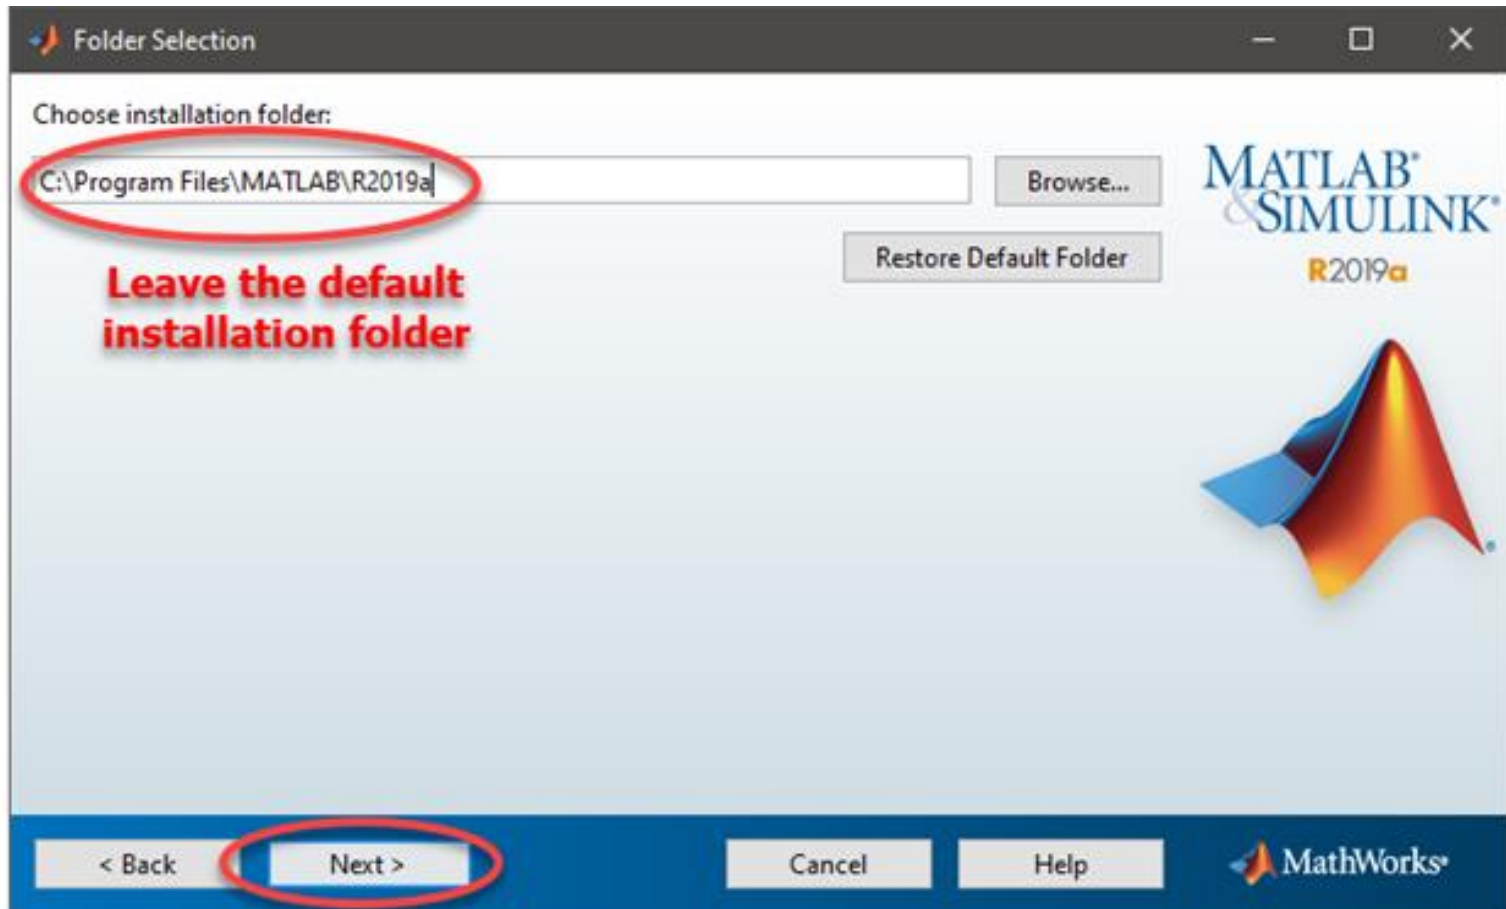 Folder Selection
Choose installation folder:
C:\Program Files\MATLAB\R2019a
Browse...
Restore Default Folder
MATLAB®
&SIMULINK®
R2019a
Leave the default
installation folder
®
< Back
Next >
Cancel
Help
MathWorks®